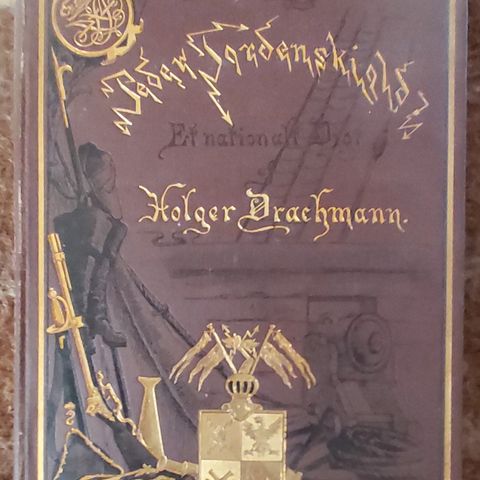 Peder Tordenskiold
Et nationalt
Holger Drachmann.